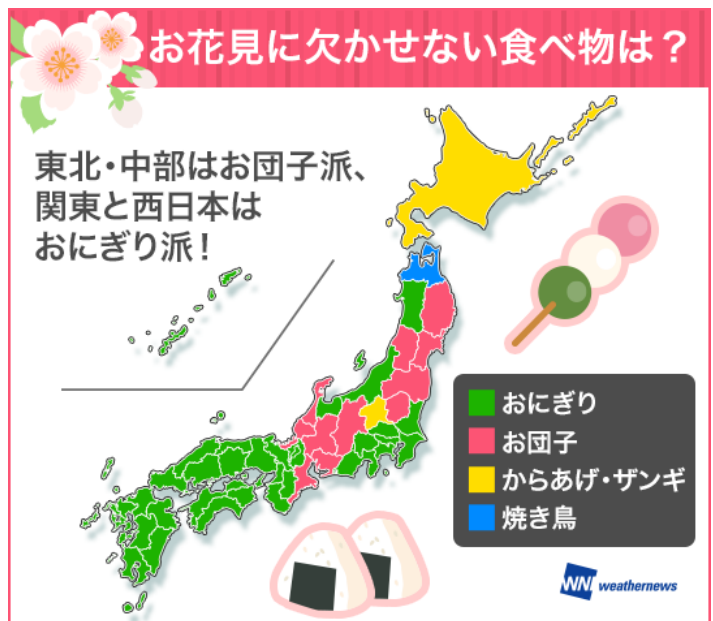 お花見に欠かせない食べ物は？
東北・中部はお団子派、
関東と西日本は
おにぎり派！
おにぎり
お団子
からあげ・ザンギ
焼き鳥
WNI weathernews